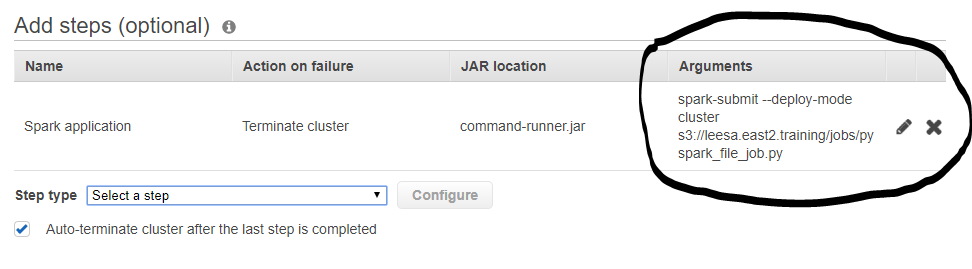 Add steps (optional)
Name Action on failure JAR location Arguments
spark-submit --deploy-mode
cluster
Spark application Terminate cluster command-runner.jar s3://leesa.east2.training/jobs/py
spark_file_job.py
Step type Select a step Configure
Auto-terminate cluster after the last step is completed